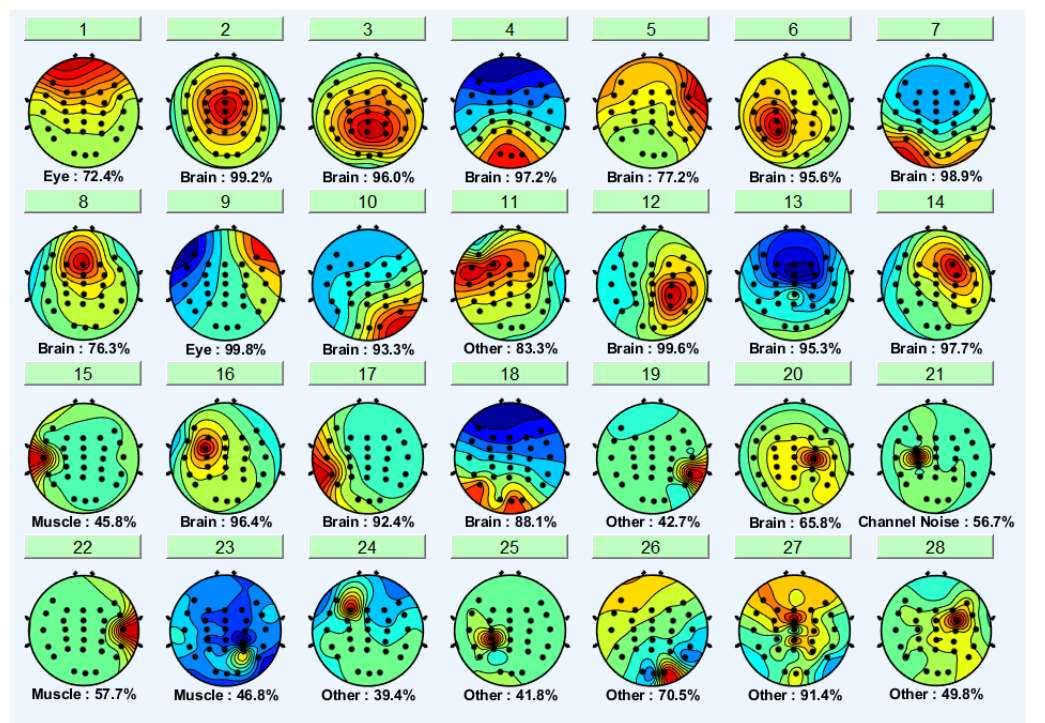 1 2 3 4 5 6 7
Eye : 72.4% Brain : 99.2% Brain : 96.0% Brain : 97.2% Brain : 77.2% Brain : 95.6% Brain : 98.9%
8 9 10 11 12 13 14
Brain : 76.3% Eye : 99.8% Brain : 93.3% Other : 83.3% Brain : 99.6% Brain : 95.3% Brain : 97.7%
15 16 17 18 19 20 21
Muscle : 45.8% Brain : 96.4% Brain : 92.4% Brain : 88.1% Other : 42.7% Brain : 65.8% Channel Noise : 56.7%
22 23 24 25 26 27 28
Muscle : 57.7% Muscle : 46.8% Other : 39.4% Other : 41.8% Other : 70.5% Other : 91.4% Other : 49.8%